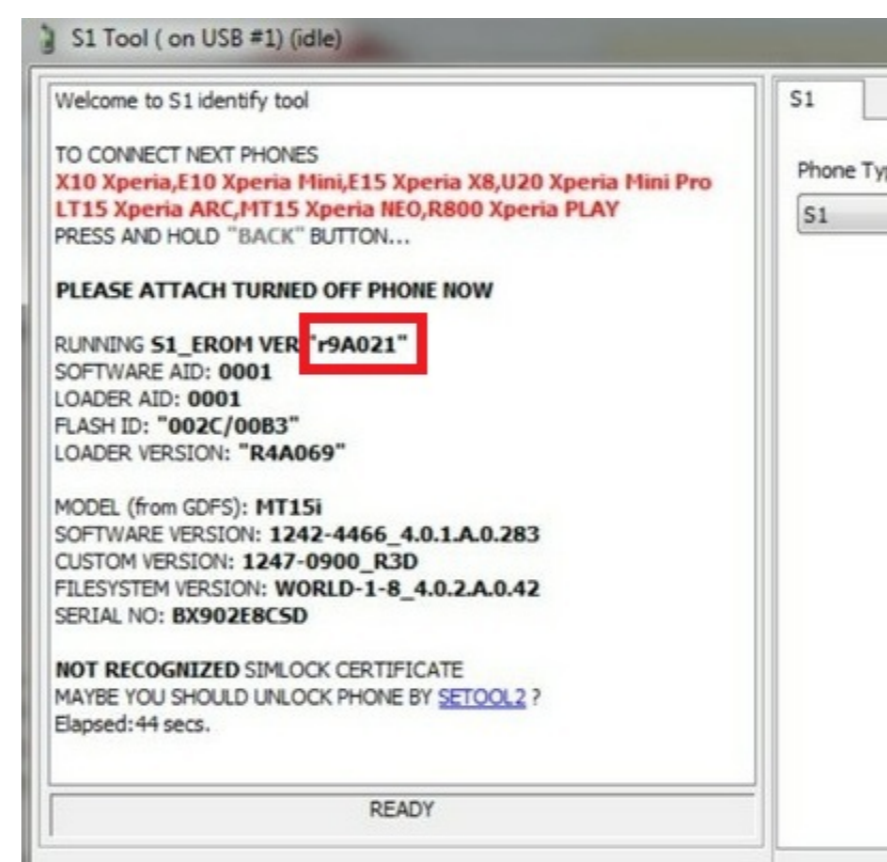 S1 Tool ( on USB #1) (idle)
Welcome to S1 identify tool
TO CONNECT NEXT PHONES
X10 Xperia,E10 Xperia Mini,E15 Xperia X8,U20 Xperia Mini Pro
LT15 Xperia ARC,MT15 Xperia NEO,R800 Xperia PLAY
PRESS AND HOLD "BACK" BUTTON...
PLEASE ATTACH TURNED OFF PHONE NOW
RUNNING S1_EROM VER "r9A021"
SOFTWARE AID: 0001
LOADER AID: 0001
FLASH ID: "002C/00B3"
LOADER VERSION: "R4A069"
MODEL (from GDFS): MT15i
SOFTWARE VERSION: 1242-4466_4.0.1.A.0.283
CUSTOM VERSION: 1247-0900_R3D
FILESYSTEM VERSION: WORLD-1-8_4.0.2.A.0.42
SERIAL NO: BX902E8CSD
NOT RECOGNIZED SIMLOCK CERTIFICATE
MAYBE YOU SHOULD UNLOCK PHONE BY SETOOL2 ?
Elapsed:44 secs.
READY
S1
Phone Typ
S1